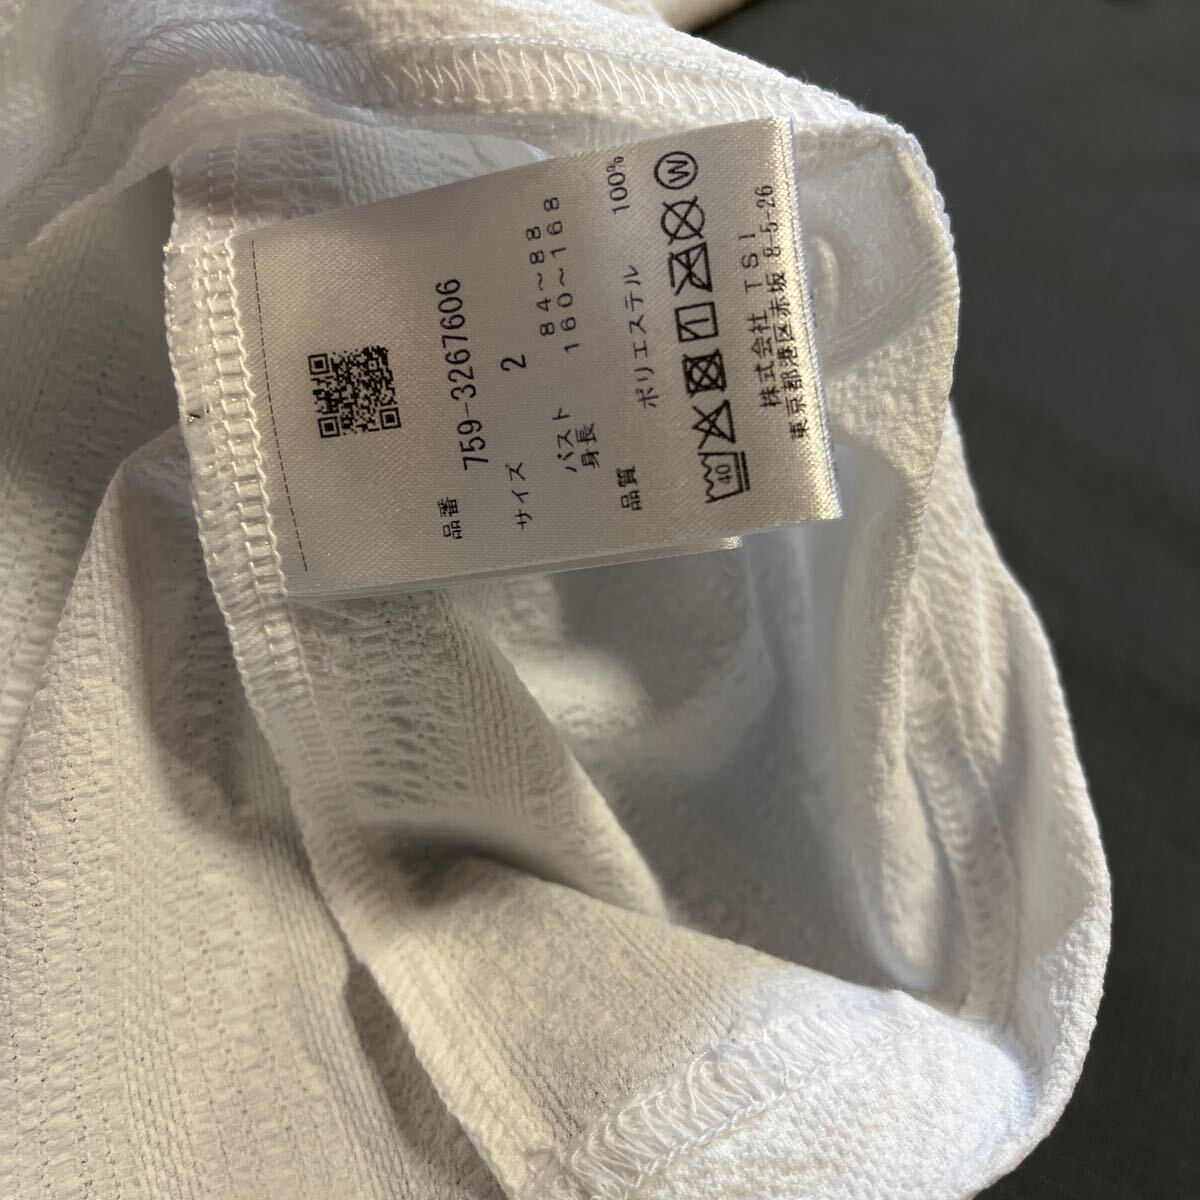 品番 759-3267606
サイズ 2
バスト 84~88
身長 160~168
品質 ポリエステル 100%
40 1 W
株式会社 TSI
東京都港区赤坂 8-5-26